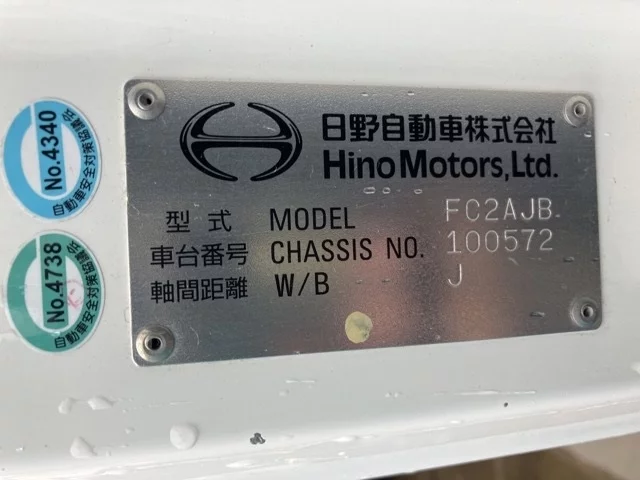 日野自動車株式会社
Hino Motors, Ltd.
型式 MODEL FC2AJB
車台番号 CHASSIS NO. 100572
軸間距離 W/B J
No.4340
自動車安全対策協議会
No.4738
自動車安全対策協議会